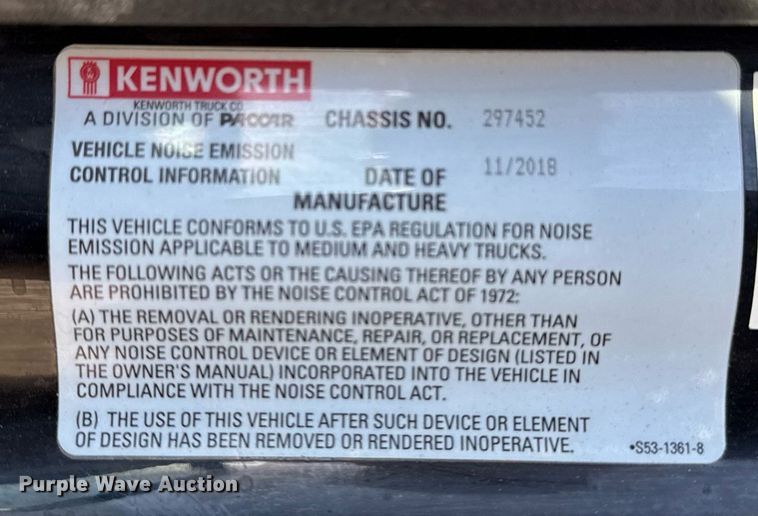 KENWORTH
KENWORTH TRUCK CO.
A DIVISION OF PACCAR CHASSIS NO. 297452
VEHICLE NOISE EMISSION
CONTROL INFORMATION DATE OF 11/2018
MANUFACTURE
THIS VEHICLE CONFORMS TO U.S. EPA REGULATION FOR NOISE
EMISSION APPLICABLE TO MEDIUM AND HEAVY TRUCKS.
THE FOLLOWING ACTS OR THE CAUSING THEREOF BY ANY PERSON
ARE PROHIBITED BY THE NOISE CONTROL ACT OF 1972:
(A) THE REMOVAL OR RENDERING INOPERATIVE, OTHER THAN
FOR PURPOSES OF MAINTENANCE, REPAIR, OR REPLACEMENT, OF
ANY NOISE CONTROL DEVICE OR ELEMENT OF DESIGN (LISTED IN
THE OWNER'S MANUAL) INCORPORATED INTO THE VEHICLE IN
COMPLIANCE WITH THE NOISE CONTROL ACT.
(B) THE USE OF THIS VEHICLE AFTER SUCH DEVICE OR ELEMENT
OF DESIGN HAS BEEN REMOVED OR RENDERED INOPERATIVE. •S53-1361-8
Purple Wave Auction